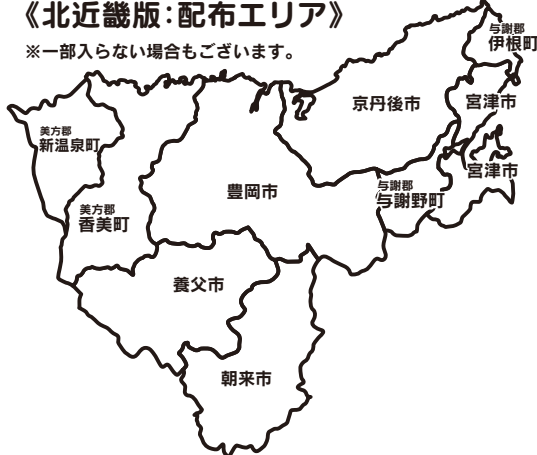 《北近畿版:配布エリア》
※一部入らない場合もございます。
与謝郡
伊根町
京丹後市
宮津市
美方郡
新温泉町
宮津市
豊岡市
与謝郡
与謝野町
美方郡
香美町
養父市
朝来市